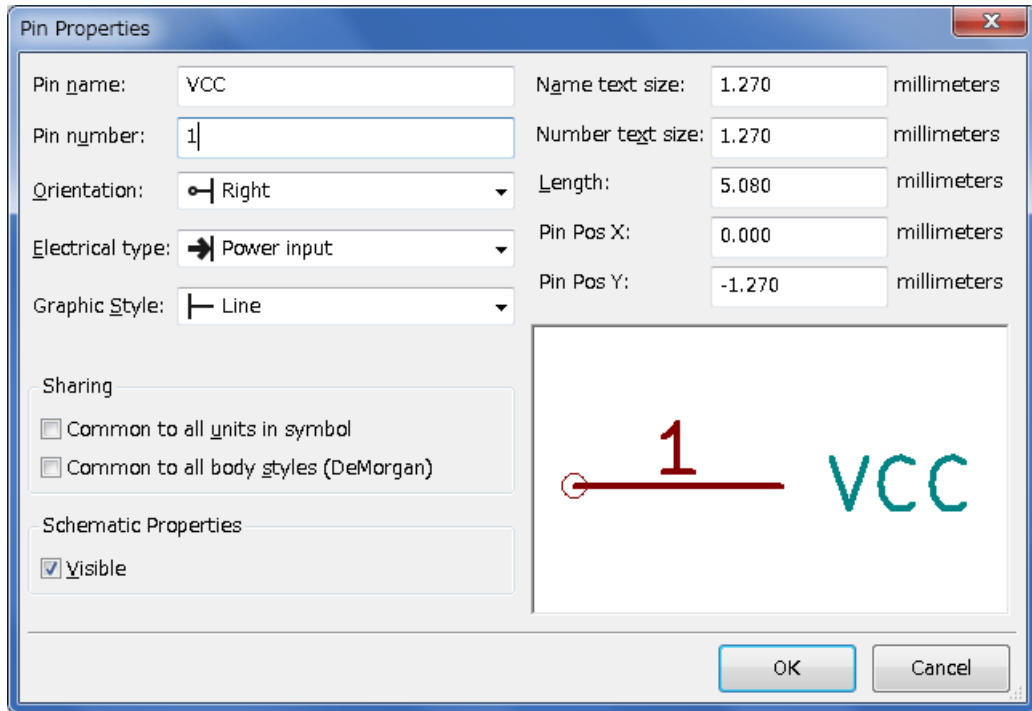 Pin Properties
Pin name: VCC
Pin number: 1
Orientation: Right
Electrical type: Power input
Graphic Style: Line
Sharing
Common to all units in symbol
Common to all body styles (DeMorgan)
Schematic Properties
Visible
Name text size: 1.270 millimeters
Number text size: 1.270 millimeters
Length: 5.080 millimeters
Pin Pos X: 0.000 millimeters
Pin Pos Y: -1.270 millimeters
1 VCC
OK Cancel